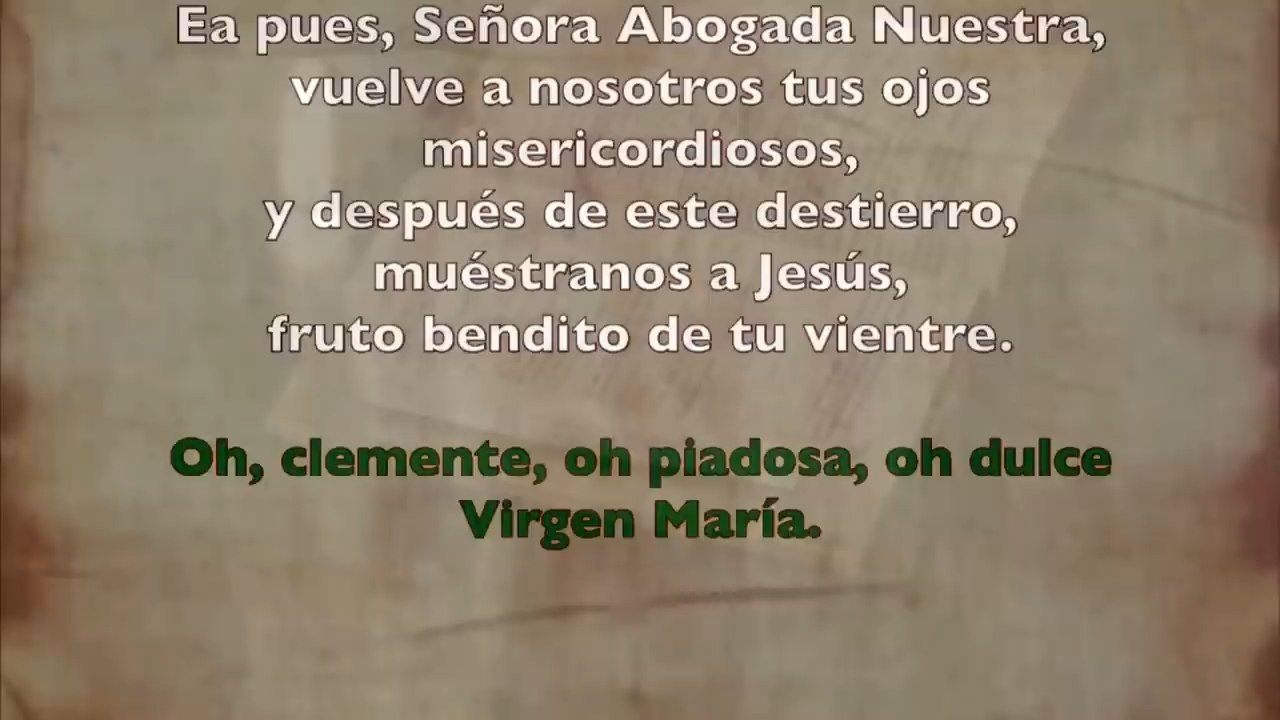 Ea pues, Señora Abogada Nuestra,
vuelve a nosotros tus ojos
misericordiosos,
y después de este destierro,
muéstranos a Jesús,
fruto bendito de tu vientre.
Oh, clemente, oh piadosa, oh dulce
Virgen María.